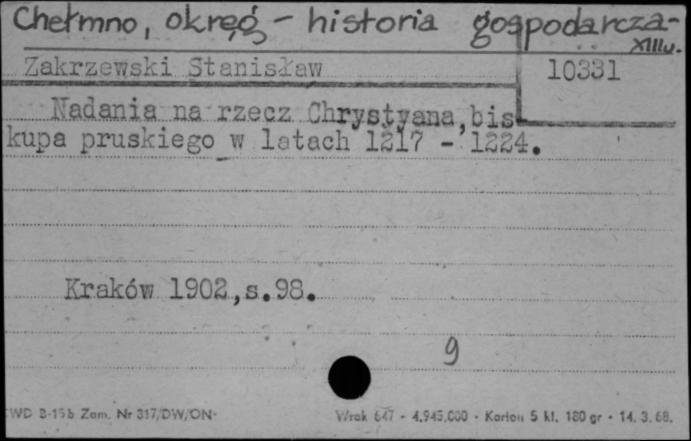 Chełmno, okręg - historia gospodarcza-
XIIIw.
Zakrzewski Stanisław 10331
Nadania na rzecz Chrystyana, bis-
kupa pruskiego w latach 1217 - 1224.
Kraków 1902, s.98.
9
WD B-15b Zam. Nr 317/DW/ON- Wrak 647 - 4.945.000 - Karton 5 kl. 180 gr - 14. 3. 68.